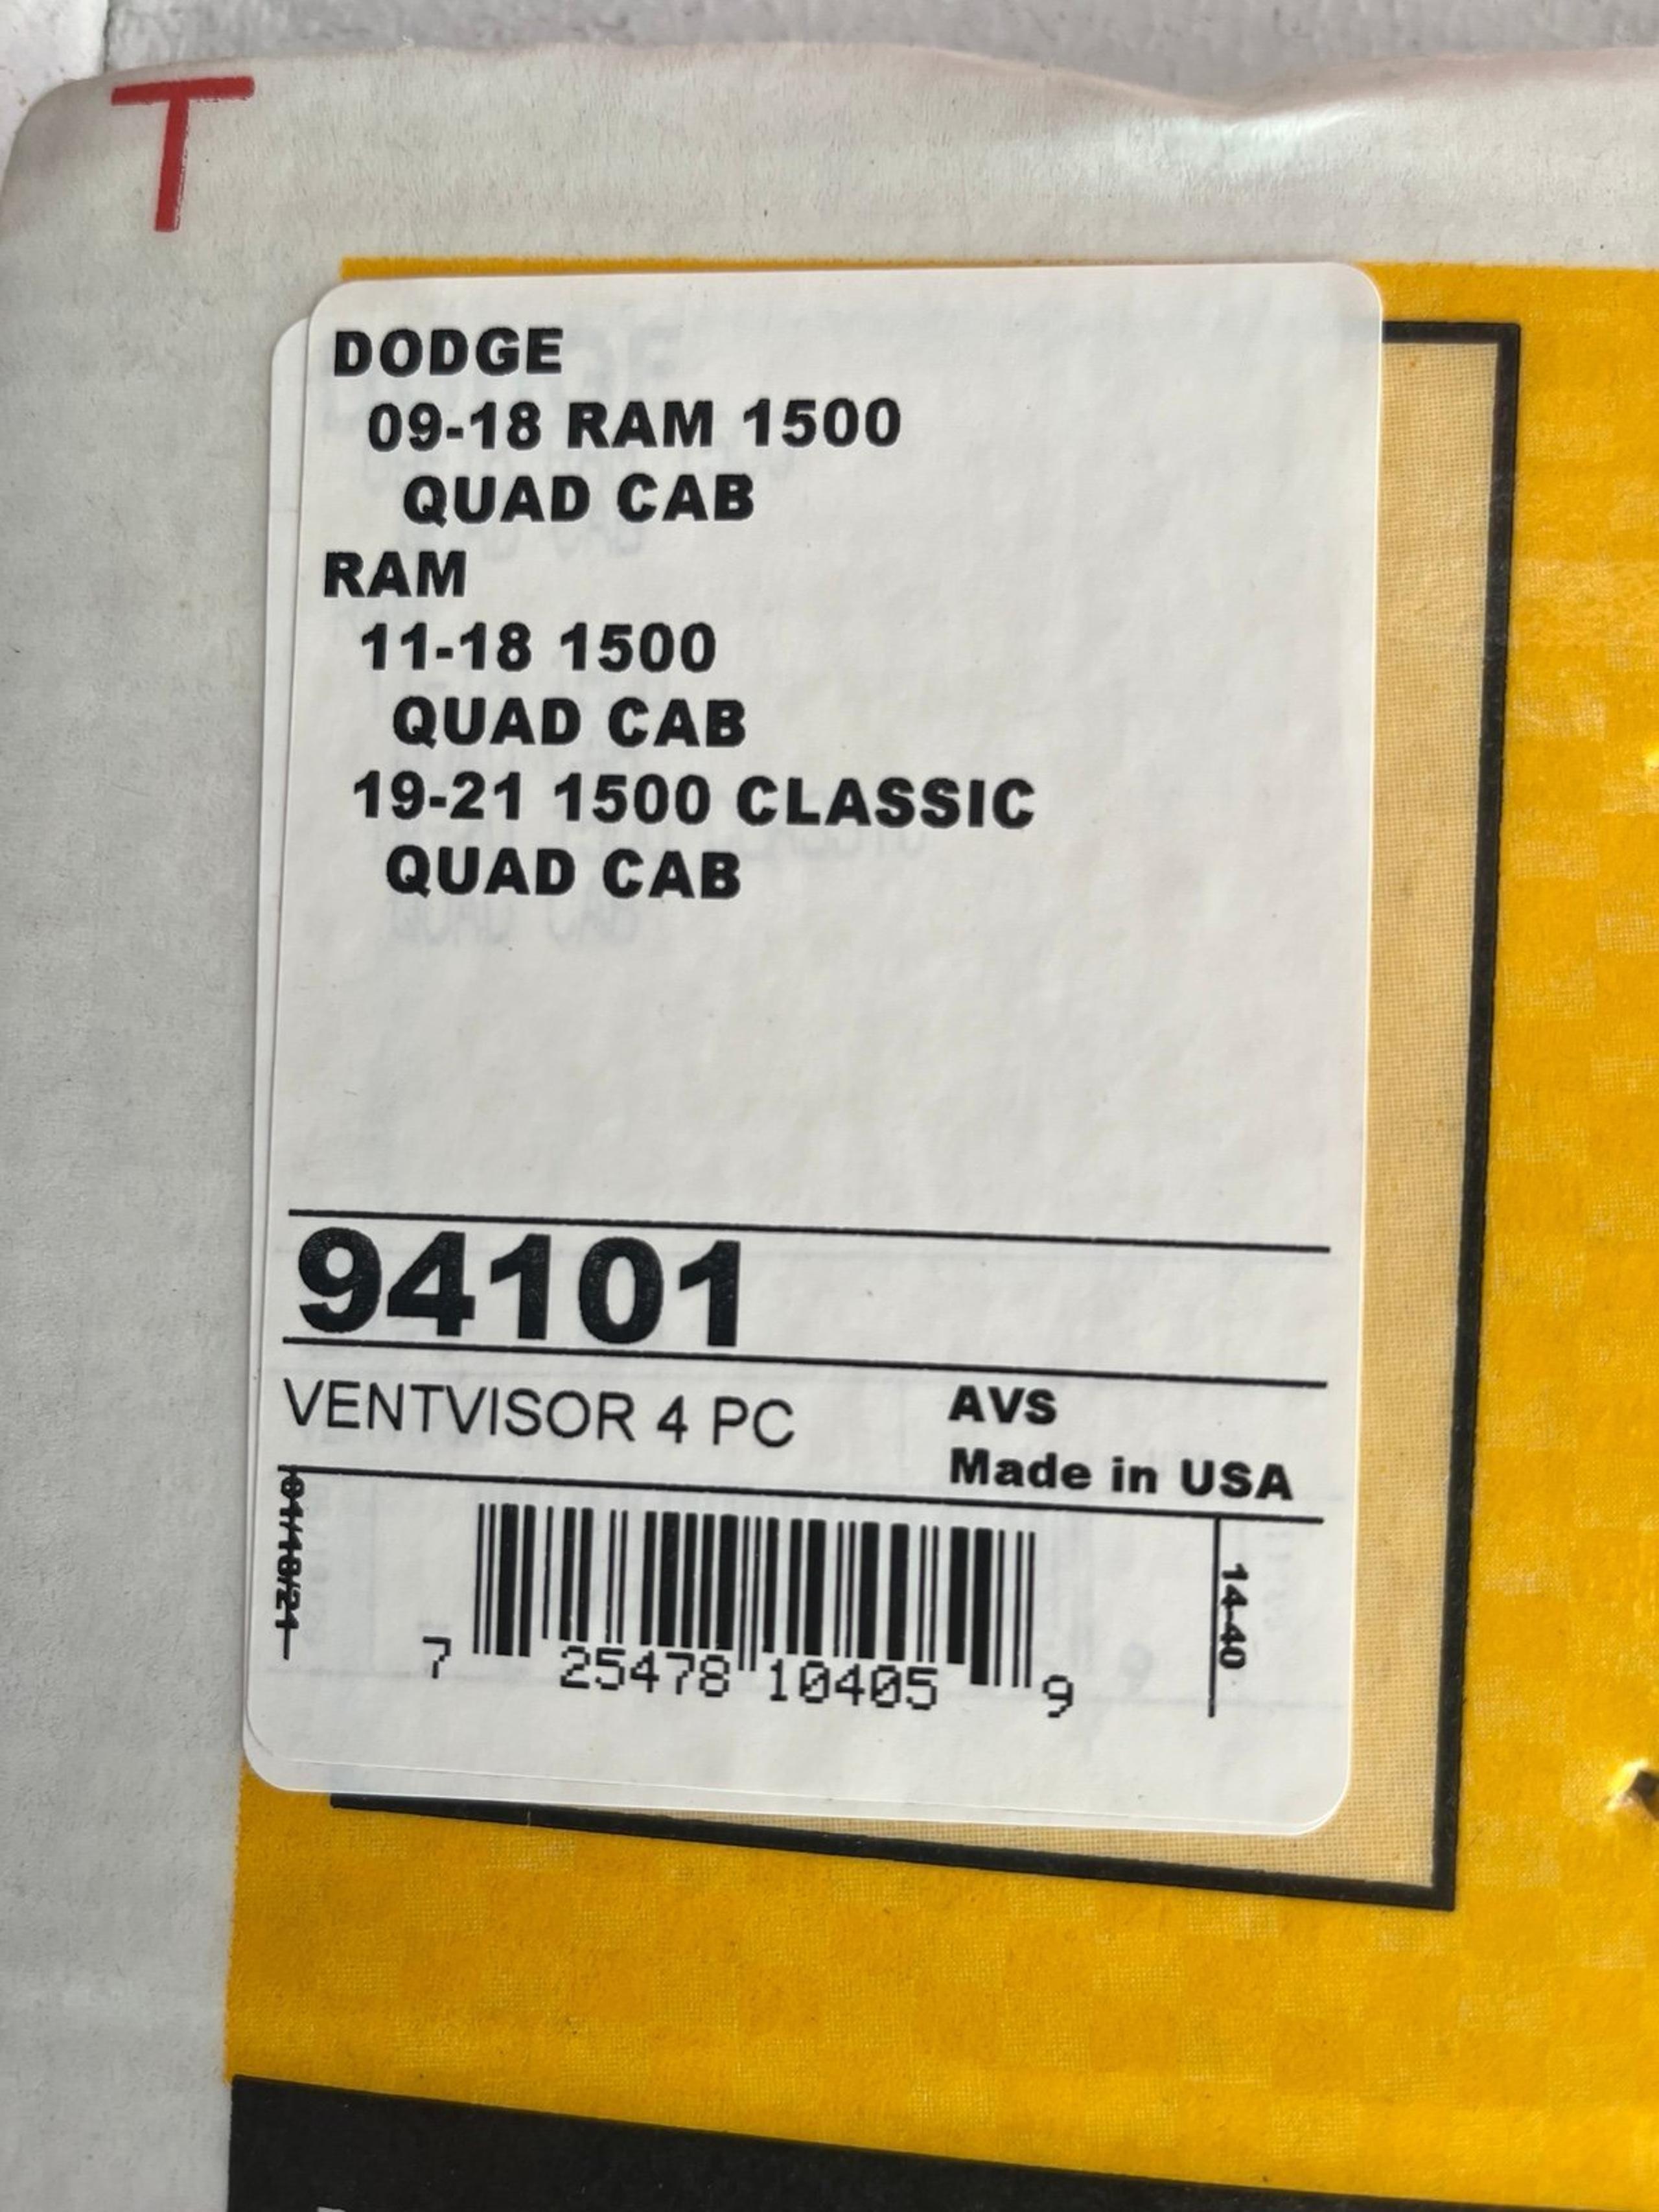 T
DODGE
09-18 RAM 1500
QUAD CAB
RAM
11-18 1500
QUAD CAB
19-21 1500 CLASSIC
QUAD CAB
94101
VENTVISOR 4 PC
AVS
Made in USA
14-40
7 25478 10405 9